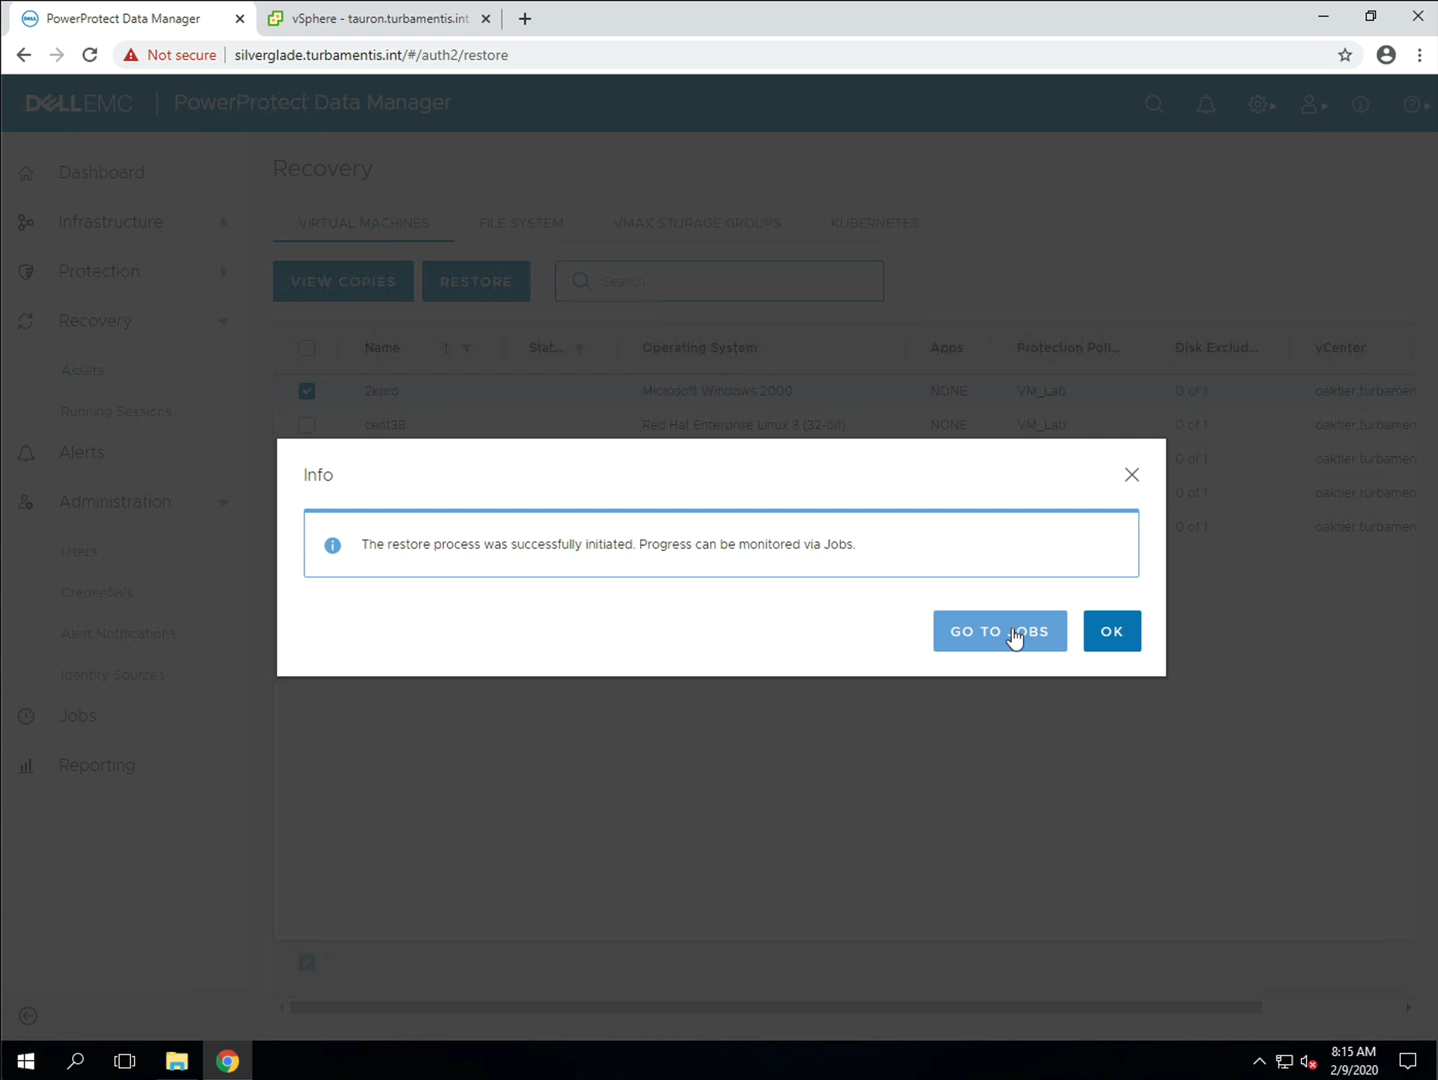 PowerProtect Data Manager
vSphere - tauron.turbamentis.int
Not secure
silverglade.turbamentis.int/#/auth2/restore
DELLEMC
PowerProtect Data Manager
Dashboard
Infrastructure
Protection
Recovery
Assets
Running Sessions
Alerts
Administration
Users
Credentials
Alert Notifications
Identity Sources
Jobs
Reporting
Recovery
VIRTUAL MACHINES
FILE SYSTEM
VMAX STORAGE GROUPS
KUBERNETES
VIEW COPIES
RESTORE
Search
Name
Stat...
Operating System
Apps
Protection Poli...
Disk Exclud...
vCenter
2kpro
Microsoft Windows 2000
NONE
VM_Lab
0 of 1
oaktier.turbamen
cent38
Red Hat Enterprise Linux 3 (32-bit)
NONE
VM_Lab
0 of 1
oaktier.turbamen
0 of 1
oaktier.turbamen
0 of 1
oaktier.turbamen
0 of 1
oaktier.turbamen
Info
The restore process was successfully initiated. Progress can be monitored via Jobs.
GO TO JOBS
OK
8:15 AM
2/9/2020